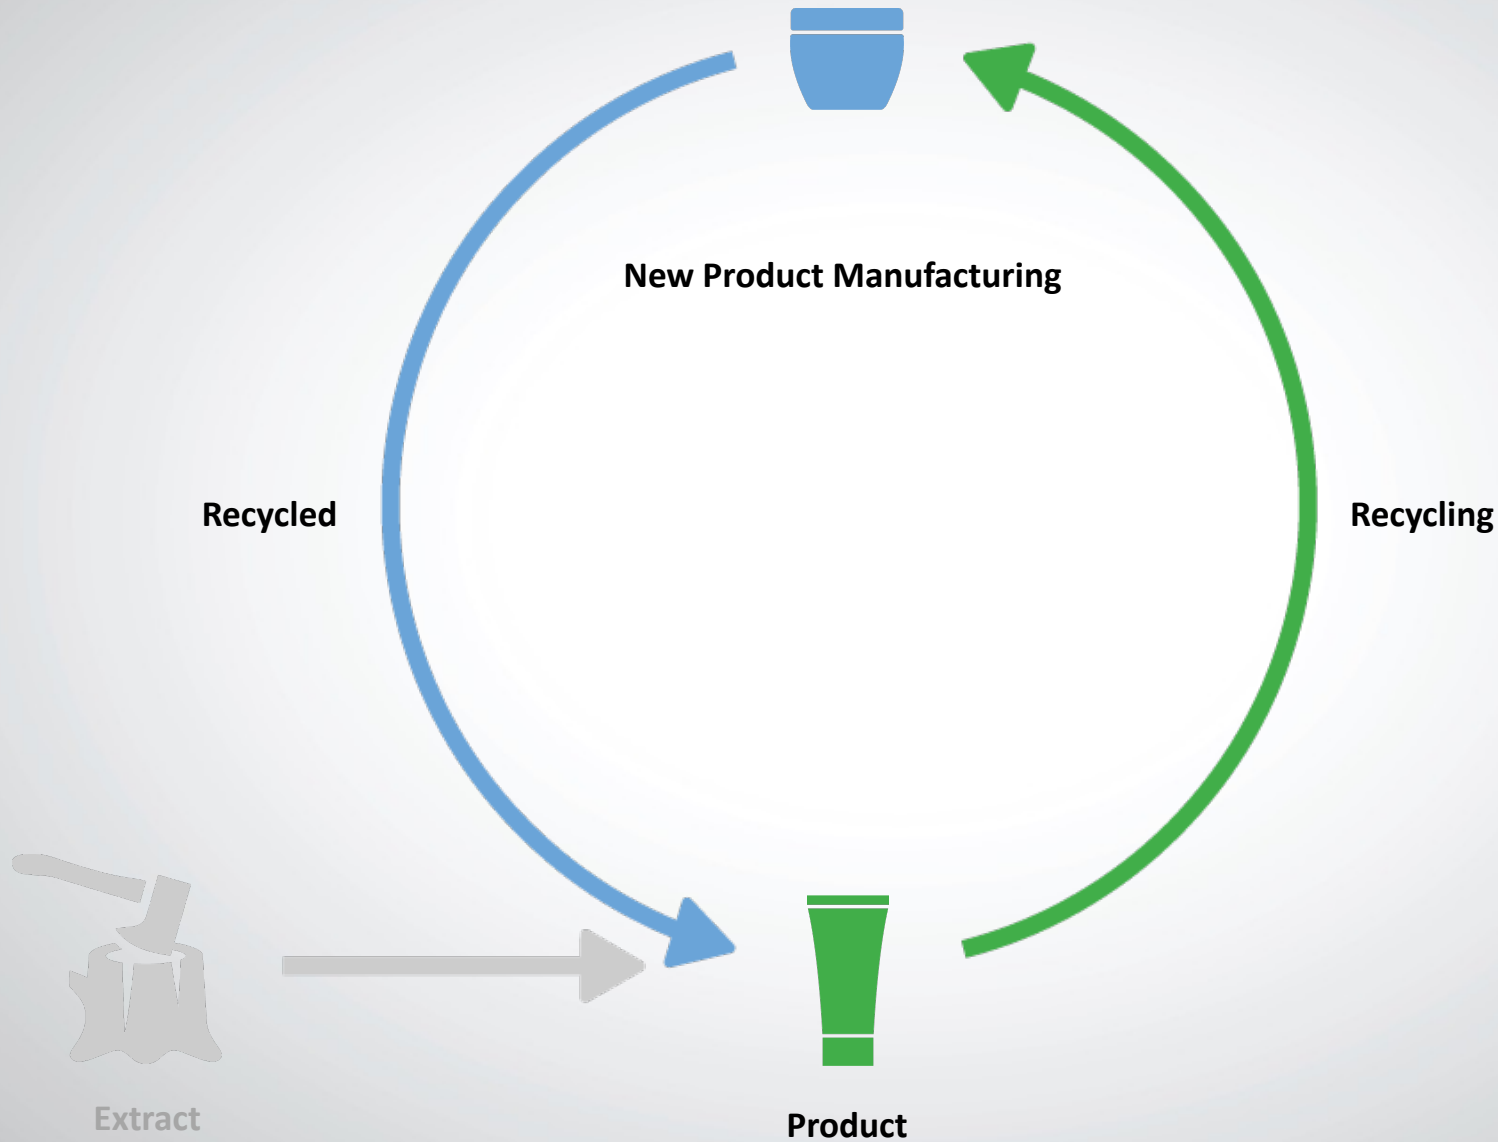 New Product Manufacturing
Recycled
Recycling
Extract
Product